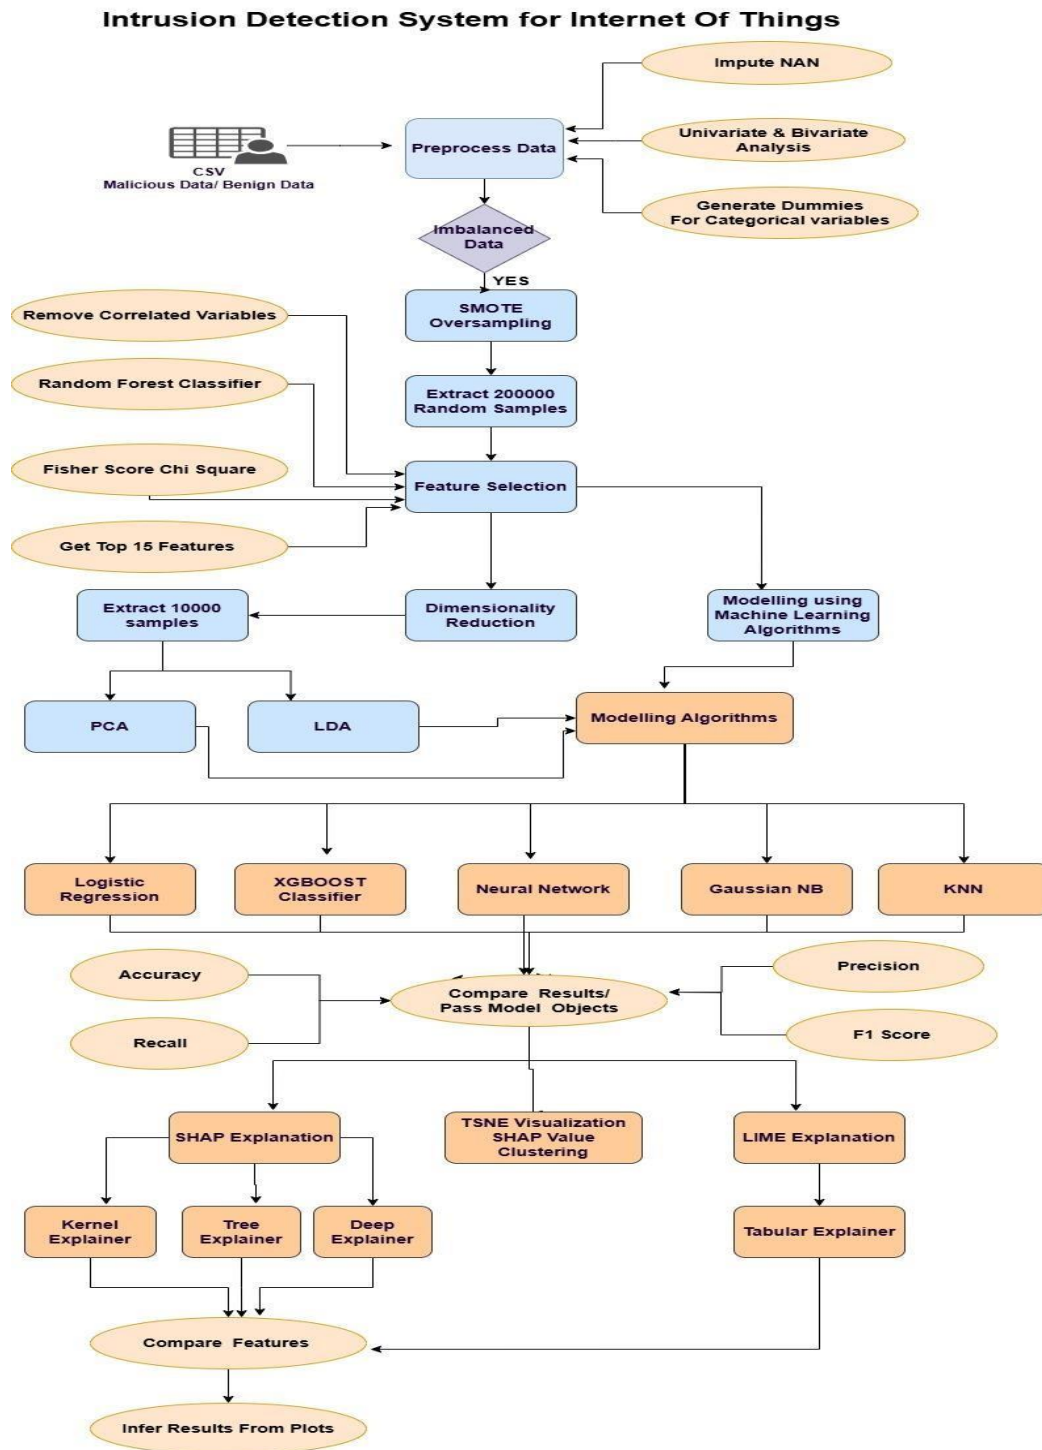 Intrusion Detection System for Internet Of Things
Impute NAN
CSV
Malicious Data/ Benign Data
Preprocess Data
Univariate & Bivariate
Analysis
Generate Dummies
For Categorical variables
Imbalanced
Data
YES
SMOTE
Oversampling
Remove Correlated Variables
Random Forest Classifier
Extract 200000
Random Samples
Fisher Score Chi Square
Feature Selection
Get Top 15 Features
Extract 10000
samples
Dimensionality
Reduction
Modelling using
Machine Learning
Algorithms
PCA
LDA
Modelling Algorithms
Logistic
Regression
XGBOOST
Classifier
Neural Network
Gaussian NB
KNN
Accuracy
Recall
Compare Results/
Pass Model Objects
Precision
F1 Score
SHAP Explanation
TSNE Visualization
SHAP Value
Clustering
LIME Explanation
Kernel
Explainer
Tree
Explainer
Deep
Explainer
Tabular Explainer
Compare Features
Infer Results From Plots